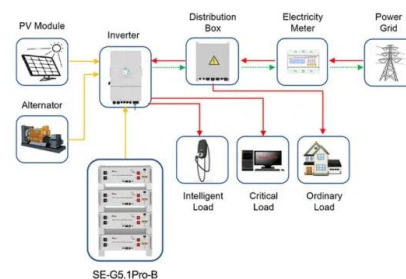 PV Module
Inverter
Distribution
Box
Electricity
Meter
Power
Grid
Alternator
Intelligent
Load
Critical
Load
Ordinary
Load
SE-G5.1Pro-B